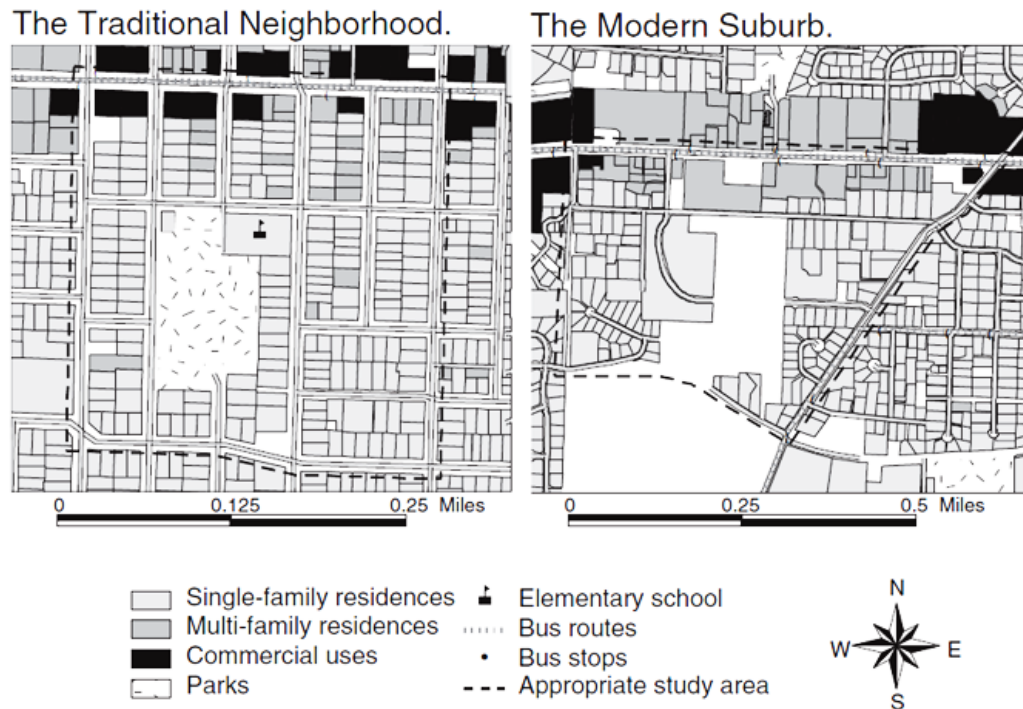 The Traditional Neighborhood.
The Modern Suburb.
0 0.125 0.25 Miles
0 0.25 0.5 Miles
Single-family residences
Multi-family residences
Commercial uses
Parks
Elementary school
Bus routes
Bus stops
Appropriate study area
N
W E
S